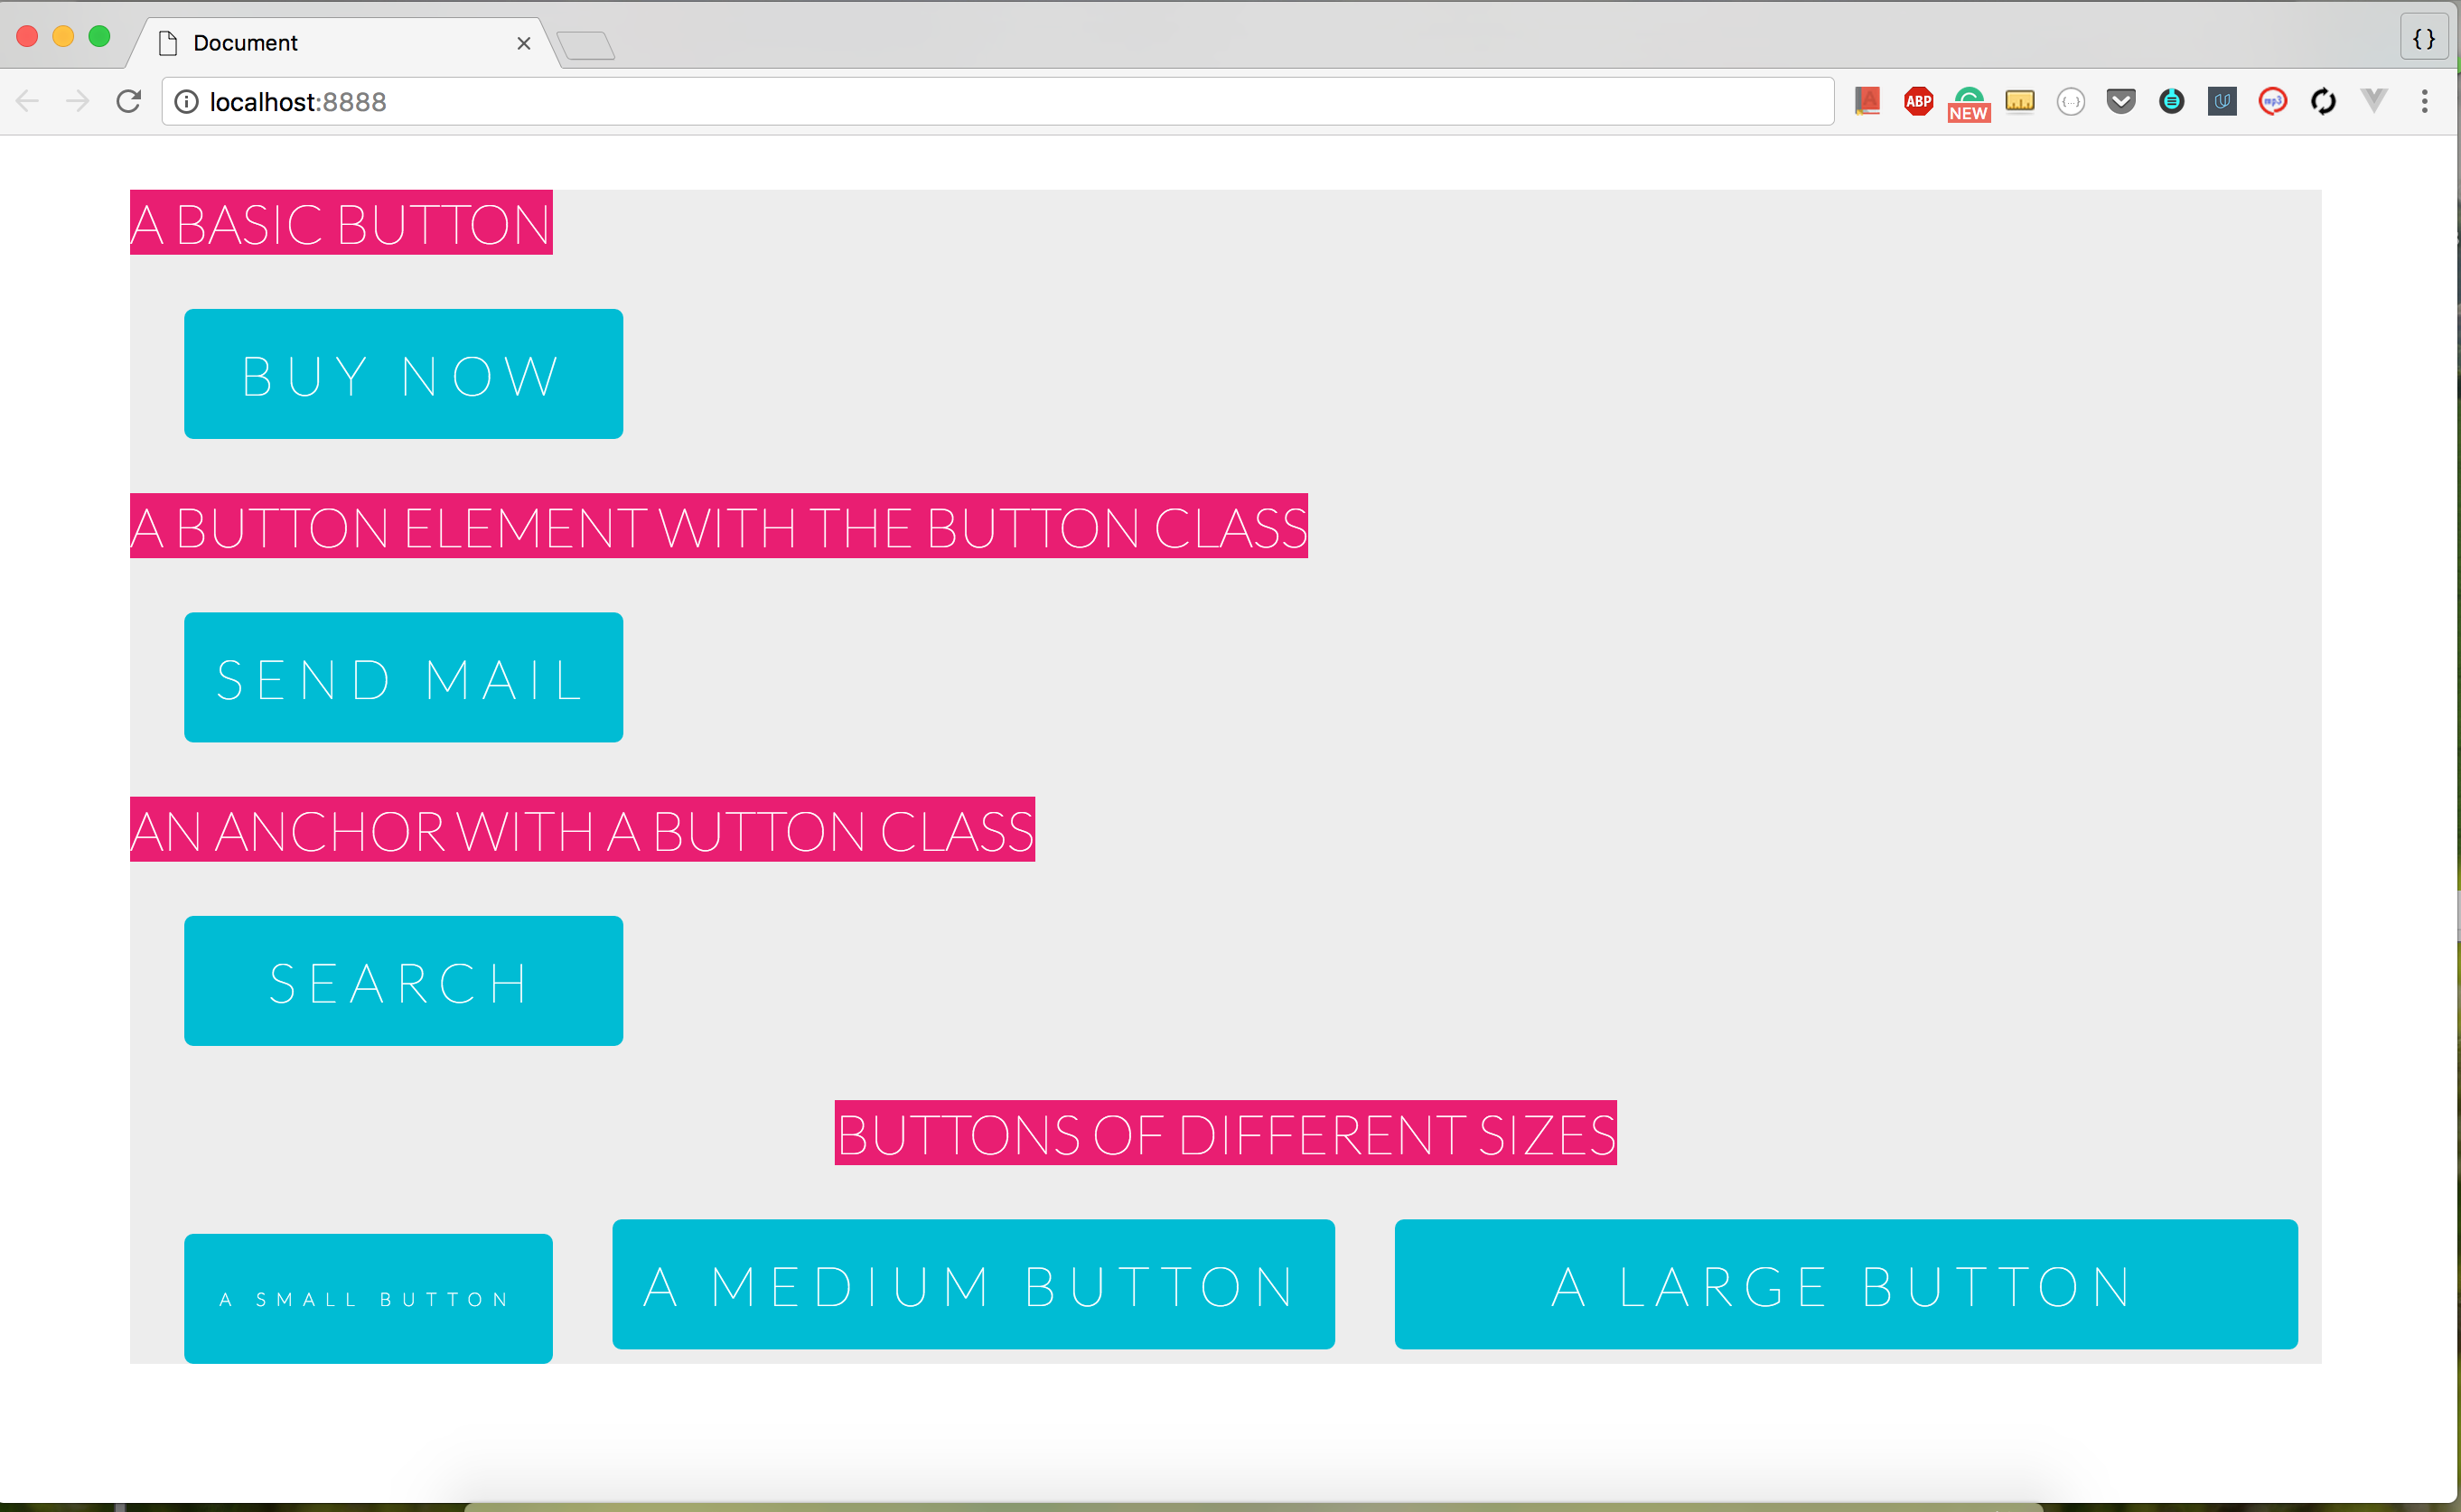 Document
{ }
localhost:8888
A
ABP
NEW
{...}
mp3
A BASIC BUTTON
BUY NOW
A BUTTON ELEMENT WITH THE BUTTON CLASS
SEND MAIL
AN ANCHOR WITH A BUTTON CLASS
SEARCH
BUTTONS OF DIFFERENT SIZES
A SMALL BUTTON
A MEDIUM BUTTON
A LARGE BUTTON